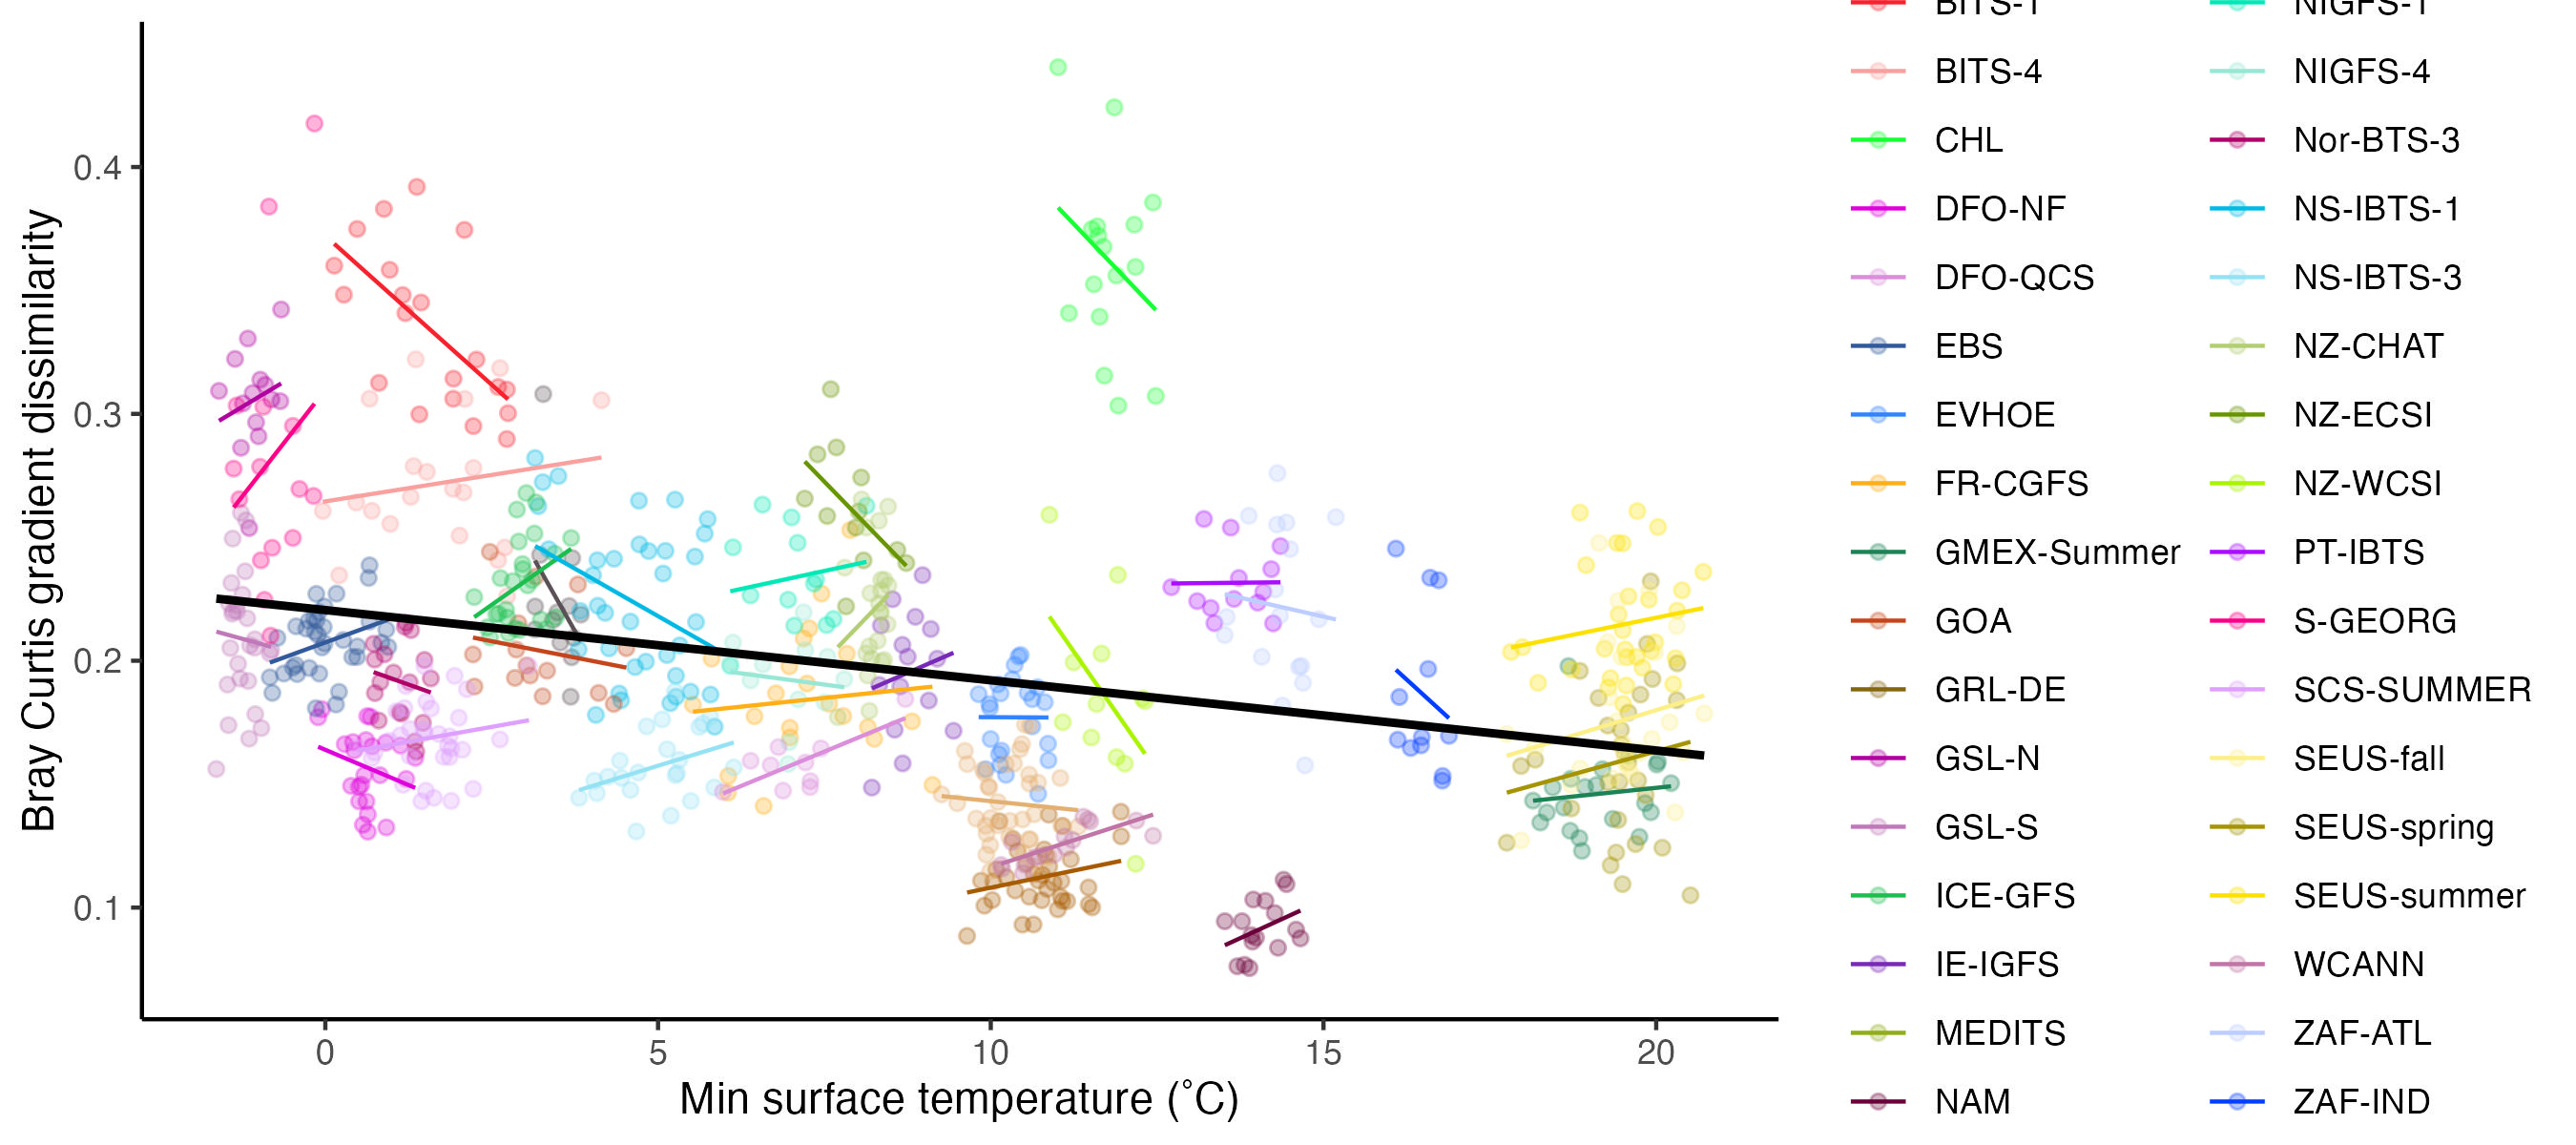 BITS-1 NIGFS-1
BITS-4 NIGFS-4
CHL Nor-BTS-3
DFO-NF NS-IBTS-1
DFO-QCS NS-IBTS-3
EBS NZ-CHAT
EVHOE NZ-ECSI
FR-CGFS NZ-WCSI
GMEX-Summer PT-IBTS
GOA S-GEORG
GRL-DE SCS-SUMMER
GSL-N SEUS-fall
GSL-S SEUS-spring
ICE-GFS SEUS-summer
IE-IGFS WCANN
MEDITS ZAF-ATL
NAM ZAF-IND
Bray Curtis gradient dissimilarity
0.4
0.3
0.2
0.1
0 5 10 15 20
Min surface temperature (˚C)